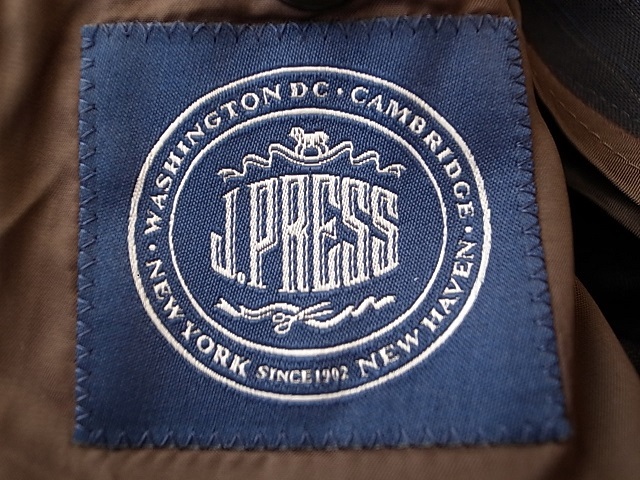 WASHINGTON DC · CAMBRIDGE ·
J.PRESS
· NEW YORK SINCE 1902 NEW HAVEN